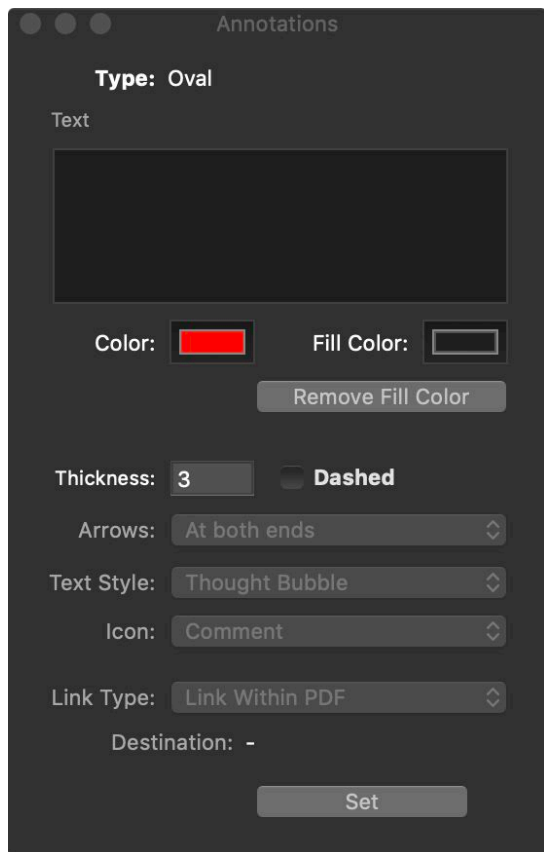 Annotations
Type: Oval
Text
Color: Fill Color:
Remove Fill Color
Thickness: 3 Dashed
Arrows: At both ends
Text Style: Thought Bubble
Icon: Comment
Link Type: Link Within PDF
Destination: -
Set